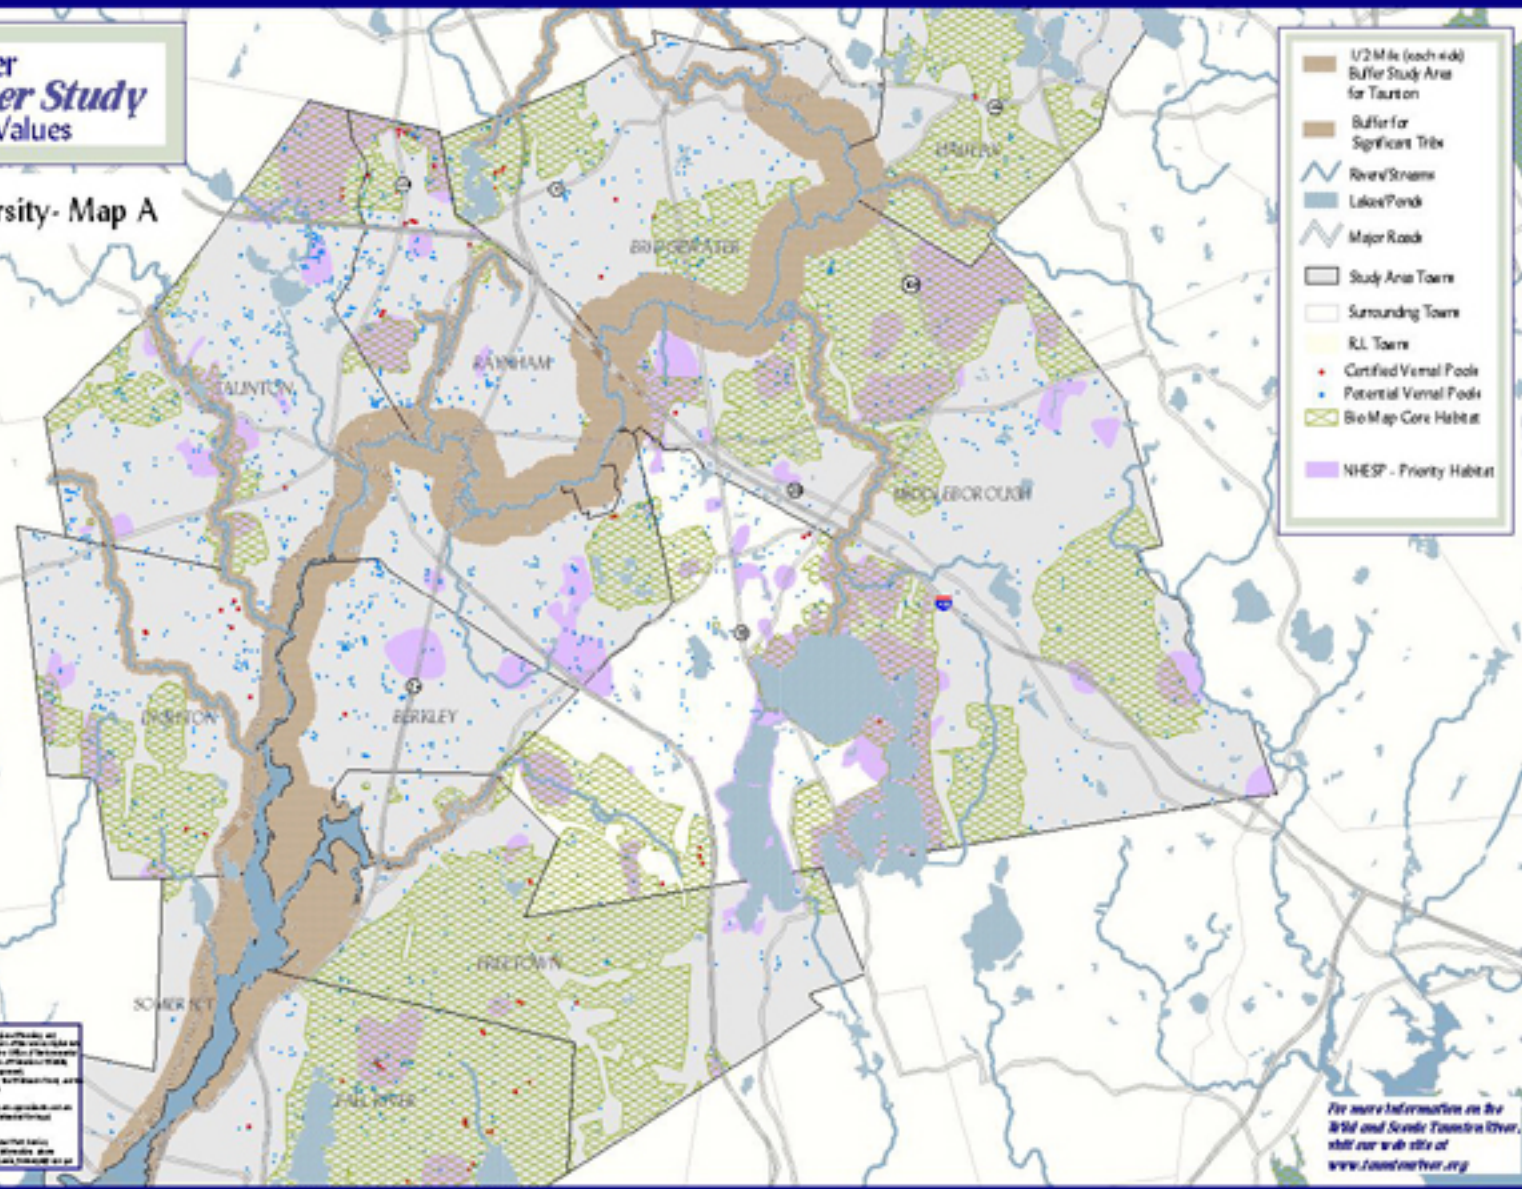 er
er Study
Values
rsity- Map A
1/2 Mile (each side)
Buffer Study Area
for Taunton
Buffer for
Significant Tribs
Rivers/Streams
Lakes/Ponds
Major Roads
Study Area Towns
Surrounding Towns
R.I. Towns
Certified Vernal Pools
Potential Vernal Pools
Bio Map Core Habitat
NHESP - Priority Habitat
HALIFAX
BRIDGEWATER
RAYNHAM
TAUNTON
MIDDLEBOROUGH
DIGHTON
BERKLEY
FREETOWN
SOMERSET
FALL RIVER
For more information on the
Wild and Scenic Taunton River,
visit our web site at
www.tauntonriver.org